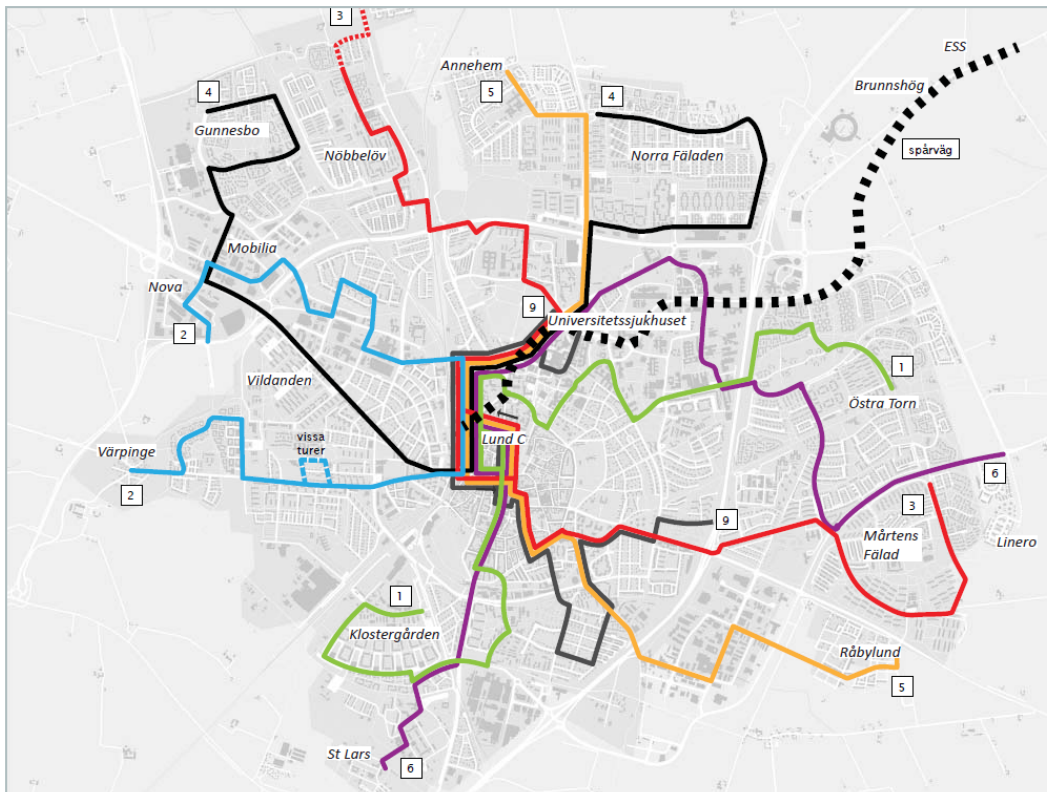 3
ESS
Annehem
5
Brunnshög
4
4
Gunnesbo
Nöbbelöv
Norra Fäladen
spårväg
Mobilia
Nova
9
Universitetssjukhuset
2
1
Vildanden
Östra Torn
vissa
turer
Lund C
Värpinge
2
6
3
9
Mårtens
Fälad
Linero
1
Klostergården
Råbylund
5
St Lars
6